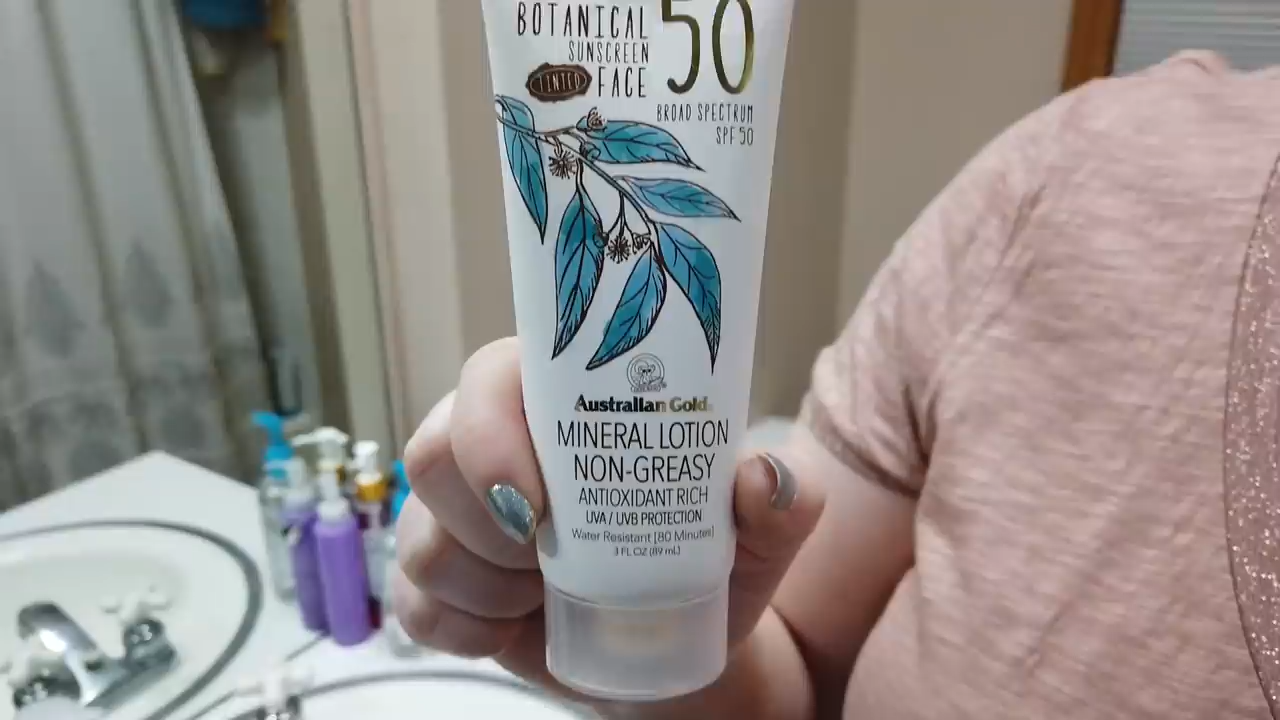 BOTANICAL
SUNSCREEN
TINTED FACE
50
BROAD SPECTRUM
SPF 50
Australian Gold
MINERAL LOTION
NON-GREASY
ANTIOXIDANT RICH
UVA / UVB PROTECTION
Water Resistant [80 Minutes]
3 FL OZ (89 mL)